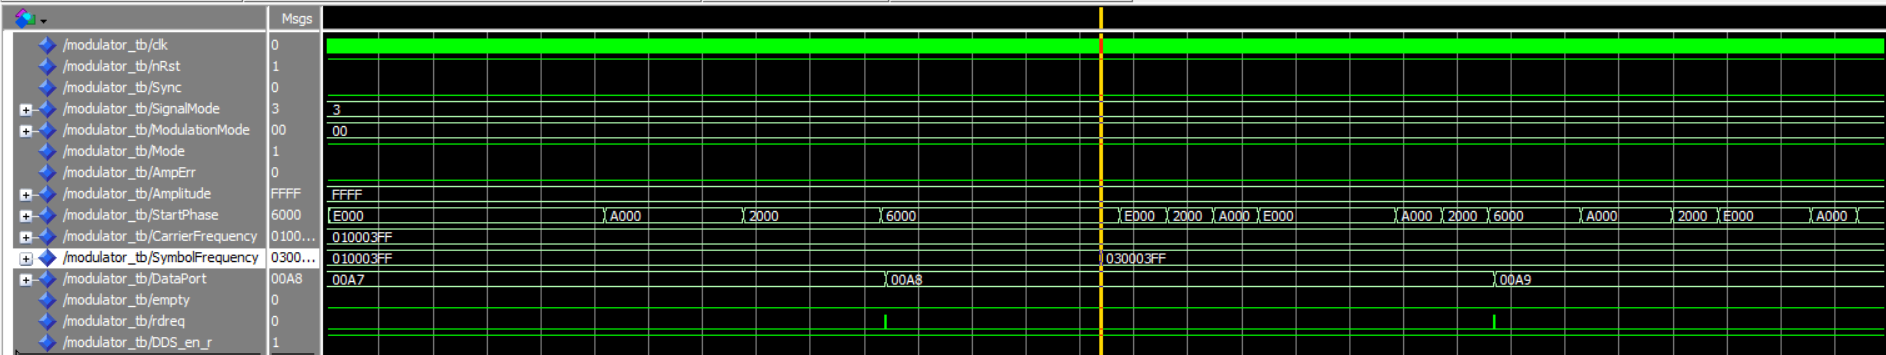 Msgs
/modulator_tb/clk 0
/modulator_tb/nRst 1
/modulator_tb/Sync 0
/modulator_tb/SignalMode 3 3
/modulator_tb/ModulationMode 00 00
/modulator_tb/Mode 1
/modulator_tb/AmpErr 0
/modulator_tb/Amplitude FFFF FFFF
/modulator_tb/StartPhase 6000 E000 A000 2000 6000 E000 2000 A000 E000 A000 2000 6000 A000 2000 E000 A000
/modulator_tb/CarrierFrequency 0100... 010003FF
/modulator_tb/SymbolFrequency 0300... 010003FF 030003FF
/modulator_tb/DataPort 00A8 00A7 00A8 00A9
/modulator_tb/empty 0
/modulator_tb/rdreq 0
/modulator_tb/DDS_en_r 1